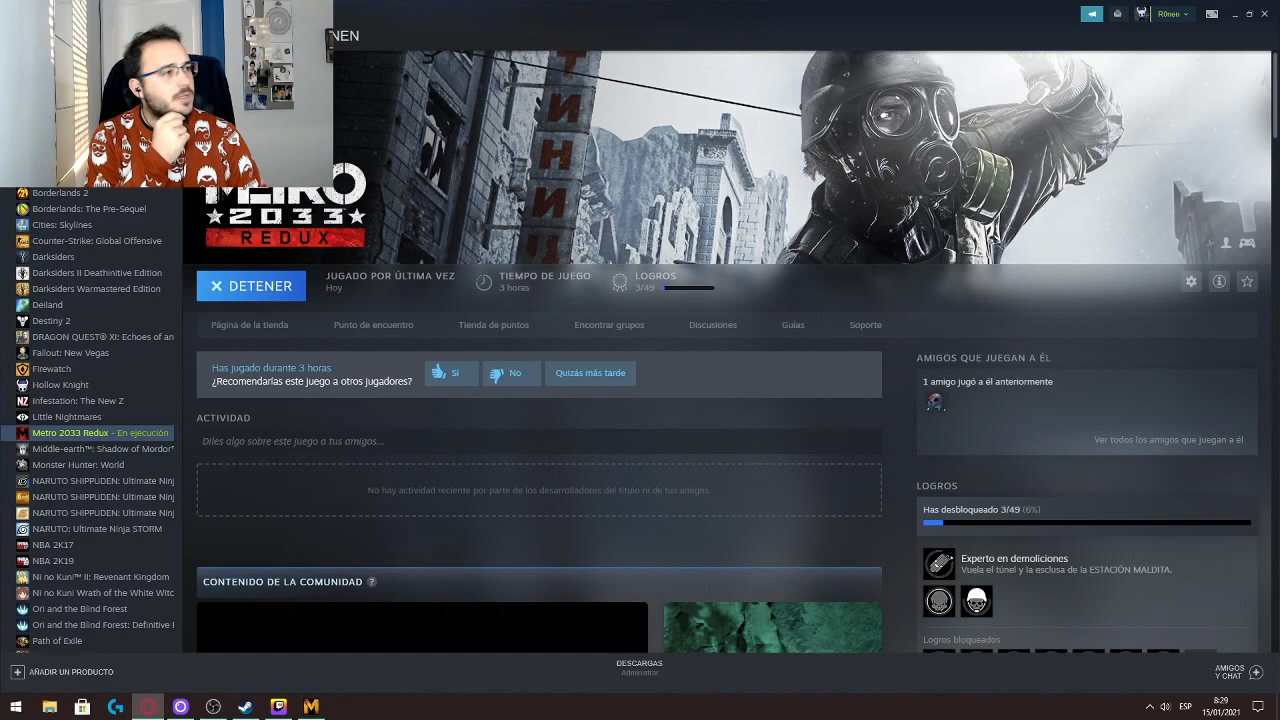 R0nen
NEN
ТИНИЦ
METRO
2033
REDUX
Borderlands 2
Borderlands: The Pre-Sequel
Cities: Skylines
Counter-Strike: Global Offensive
Darksiders
Darksiders II Deathinitive Edition
Darksiders Warmastered Edition
Deiland
Destiny 2
DRAGON QUEST® XI: Echoes of an
Fallout: New Vegas
Firewatch
Hollow Knight
Infestation: The New Z
Little Nightmares
Metro 2033 Redux - En ejecución
Middle-earth™: Shadow of Mordor™
Monster Hunter: World
NARUTO SHIPPUDEN: Ultimate Ninj
NARUTO SHIPPUDEN: Ultimate Ninj
NARUTO SHIPPUDEN: Ultimate Ninj
NARUTO: Ultimate Ninja STORM
NBA 2K17
NBA 2K19
Ni no Kuni™ II: Revenant Kingdom
Ni no Kuni Wrath of the White Witc
Ori and the Blind Forest
Ori and the Blind Forest: Definitive E
Path of Exile
DETENER
JUGADO POR ÚLTIMA VEZ
Hoy
TIEMPO DE JUEGO
3 horas
LOGROS
3/49
Página de la tienda Punto de encuentro Tienda de puntos Encontrar grupos Discusiones Guías Soporte
Has jugado durante 3 horas
¿Recomendarías este juego a otros jugadores?
Sí No Quizás más tarde
ACTIVIDAD
Diles algo sobre este juego a tus amigos...
No hay actividad reciente por parte de los desarrolladores del título ni de tus amigos.
CONTENIDO DE LA COMUNIDAD ?
AMIGOS QUE JUEGAN A ÉL
1 amigo jugó a él anteriormente
Ver todos los amigos que juegan a él
LOGROS
Has desbloqueado 3/49 (6%)
Experto en demoliciones
Vuela el túnel y la esclusa de la ESTACIÓN MALDITA.
Logros bloqueados
AÑADIR UN PRODUCTO
DESCARGAS
Administrar
AMIGOS
Y CHAT
ESP
8:29
15/01/2021